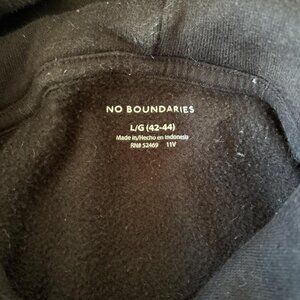 NO BOUNDARIES
L/G (42-44)
Made in/Hecho en Indonesia
RN# 52469 11V